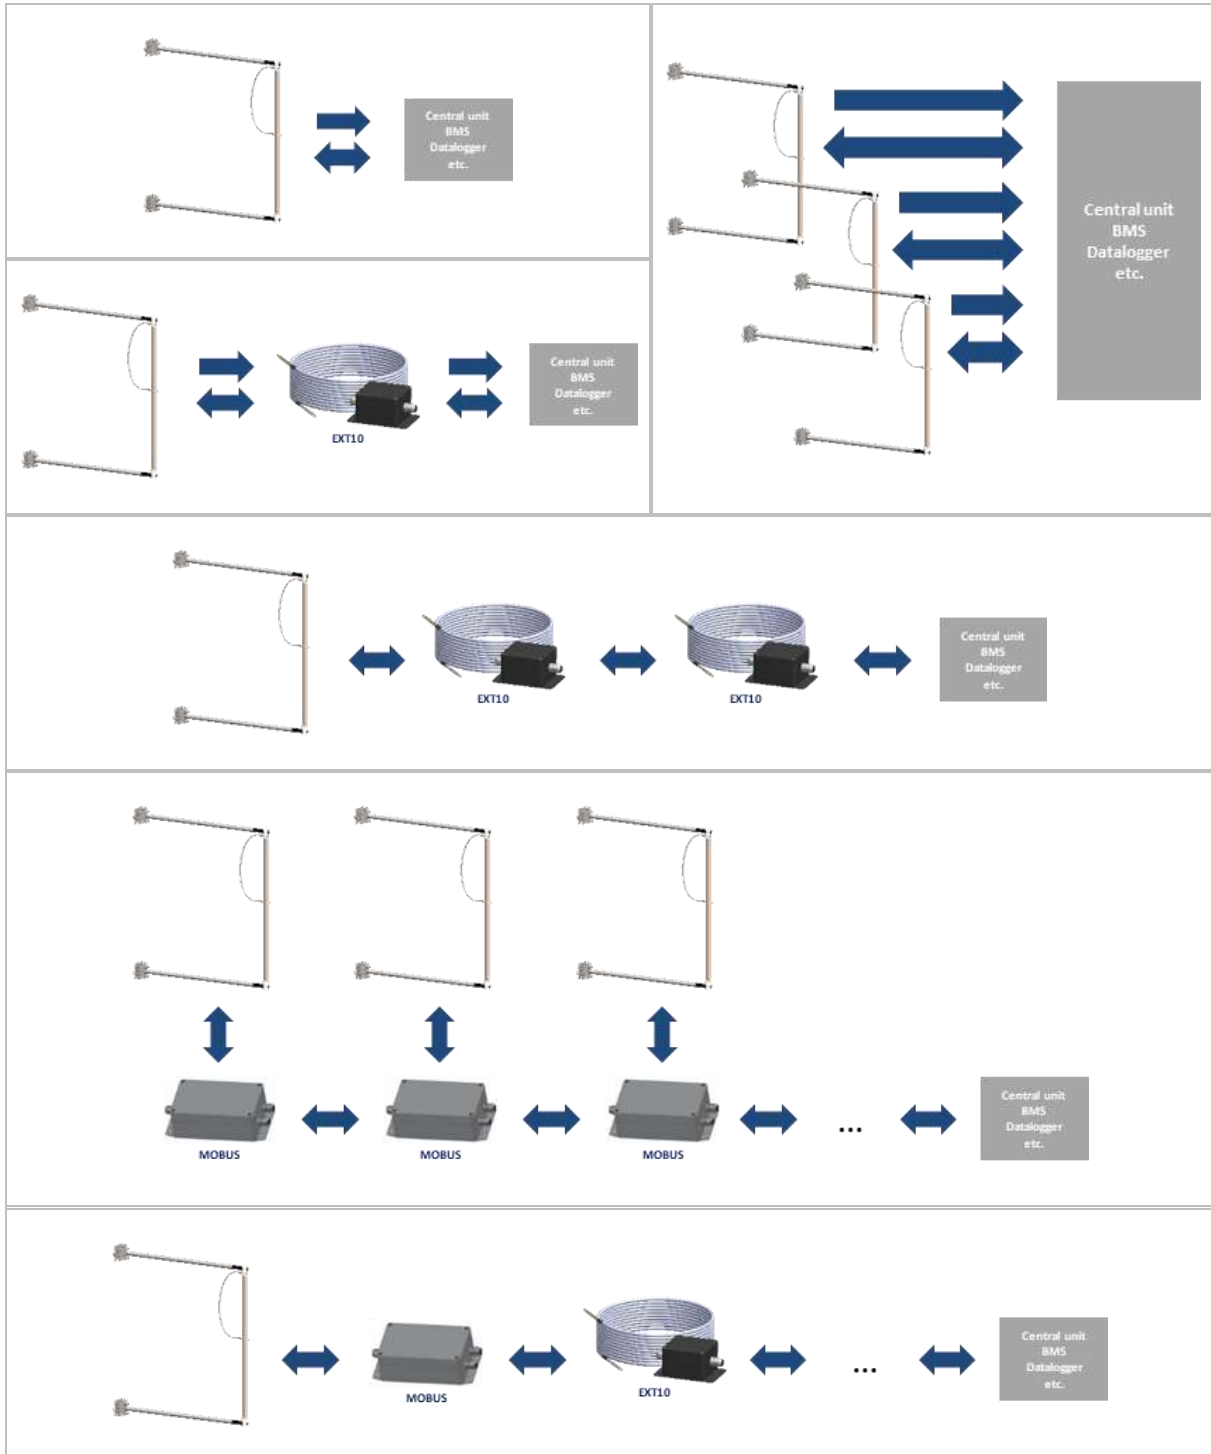 Central unit
BMS
Datalogger
etc.
Central unit
BMS
Datalogger
etc.
Central unit
BMS
Datalogger
etc.
EXT10
Central unit
BMS
Datalogger
etc.
EXT10
EXT10
MOBUS
MOBUS
MOBUS
...
Central unit
BMS
Datalogger
etc.
MOBUS
EXT10
...
Central unit
BMS
Datalogger
etc.